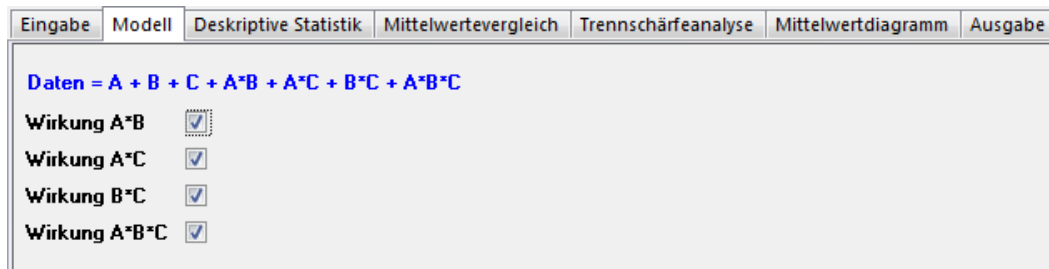 Eingabe Modell Deskriptive Statistik Mittelwertevergleich Trennschärfeanalyse Mittelwertdiagramm Ausgabe
Daten = A + B + C + A*B + A*C + B*C + A*B*C
Wirkung A*B
Wirkung A*C
Wirkung B*C
Wirkung A*B*C